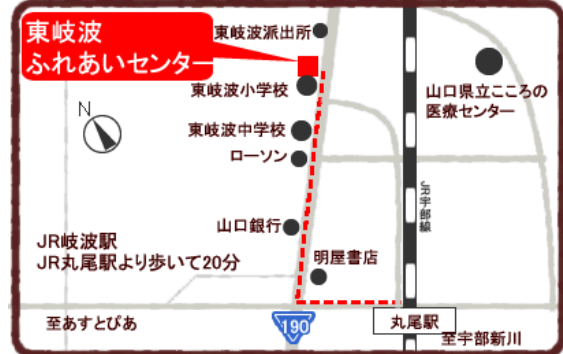 東岐波
ふれあいセンター
東岐波派出所
東岐波小学校
山口県立こころの
医療センター
N
東岐波中学校
ローソン
JR宇部線
山口銀行
JR岐波駅
JR丸尾駅より歩いて20分
明屋書店
至あすとぴあ
190
丸尾駅
至宇部新川